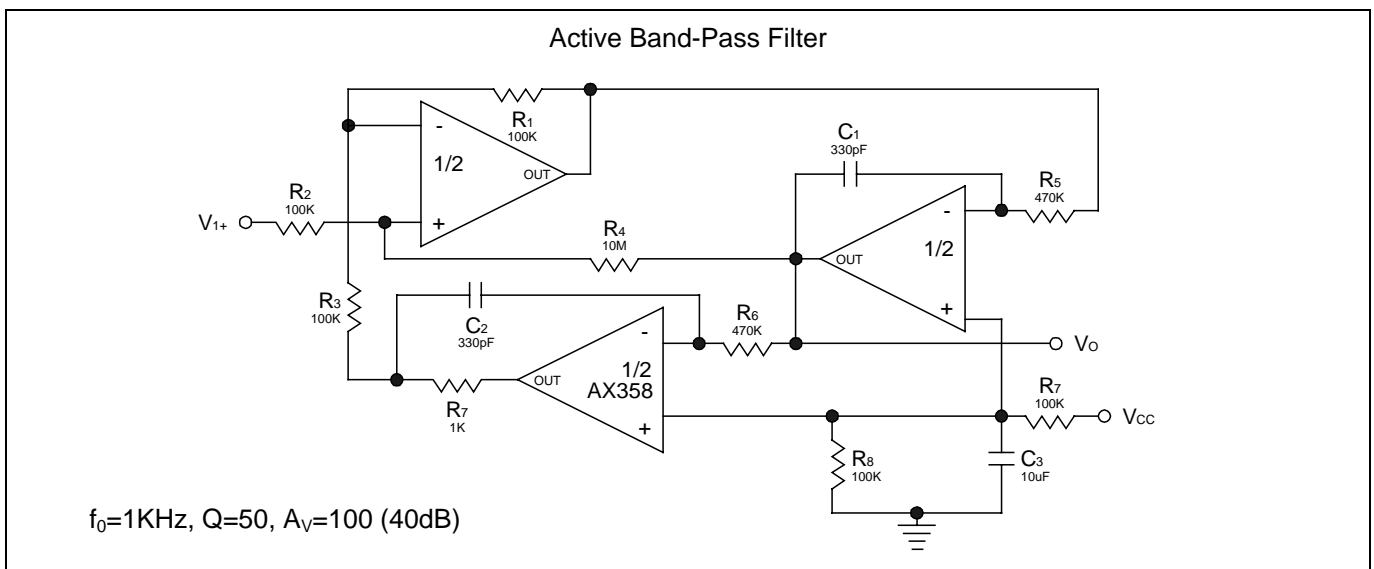 Active Band-Pass Filter
R1
100K
-
1/2
OUT
+
C1
330pF
R5
470K
R2
100K
V1+
-
1/2
OUT
+
R4
10M
R3
100K
C2
330pF
R6
470K
-
1/2
AX358
OUT
+
VO
R7
1K
R7
100K
VCC
R8
100K
C3
10uF
f0=1KHz, Q=50, AV=100 (40dB)